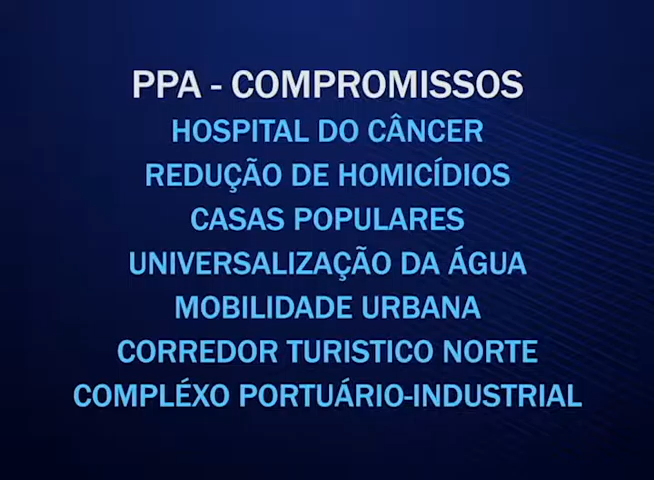 PPA - COMPROMISSOS
HOSPITAL DO CÂNCER
REDUÇÃO DE HOMICÍDIOS
CASAS POPULARES
UNIVERSALIZAÇÃO DA ÁGUA
MOBILIDADE URBANA
CORREDOR TURISTICO NORTE
COMPLÉXO PORTUÁRIO-INDUSTRIAL